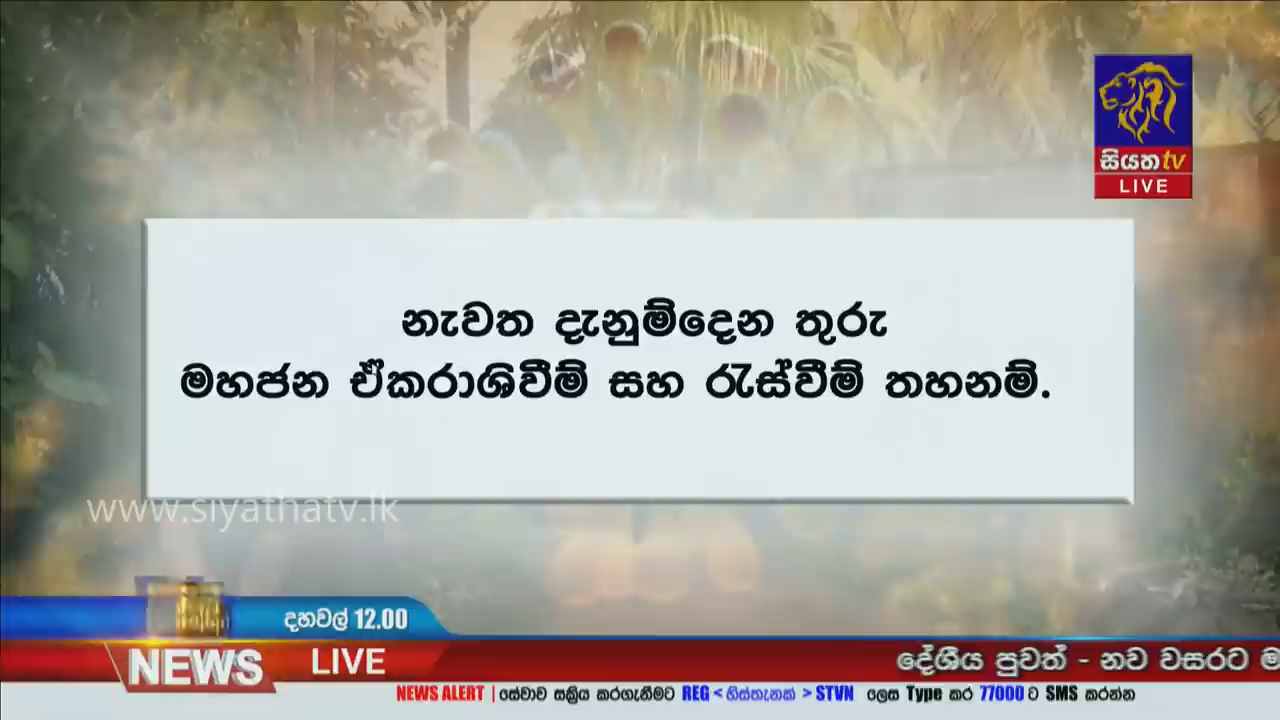 සියත tv
LIVE
නැවත දැනුම්දෙන තුරු
මහජන ඒකරාශිවීම් සහ රැස්වීම් තහනම්.
www.siyathatv.lk
දහවල් 12.00
NEWS LIVE
දේශීය පුවත් - නව වසරට ම
NEWS ALERT | සේවාව සක්‍රිය කරගැනීමට REG < හිස්තැනක් > STVN ලෙස Type කර 77000 ට SMS කරන්න